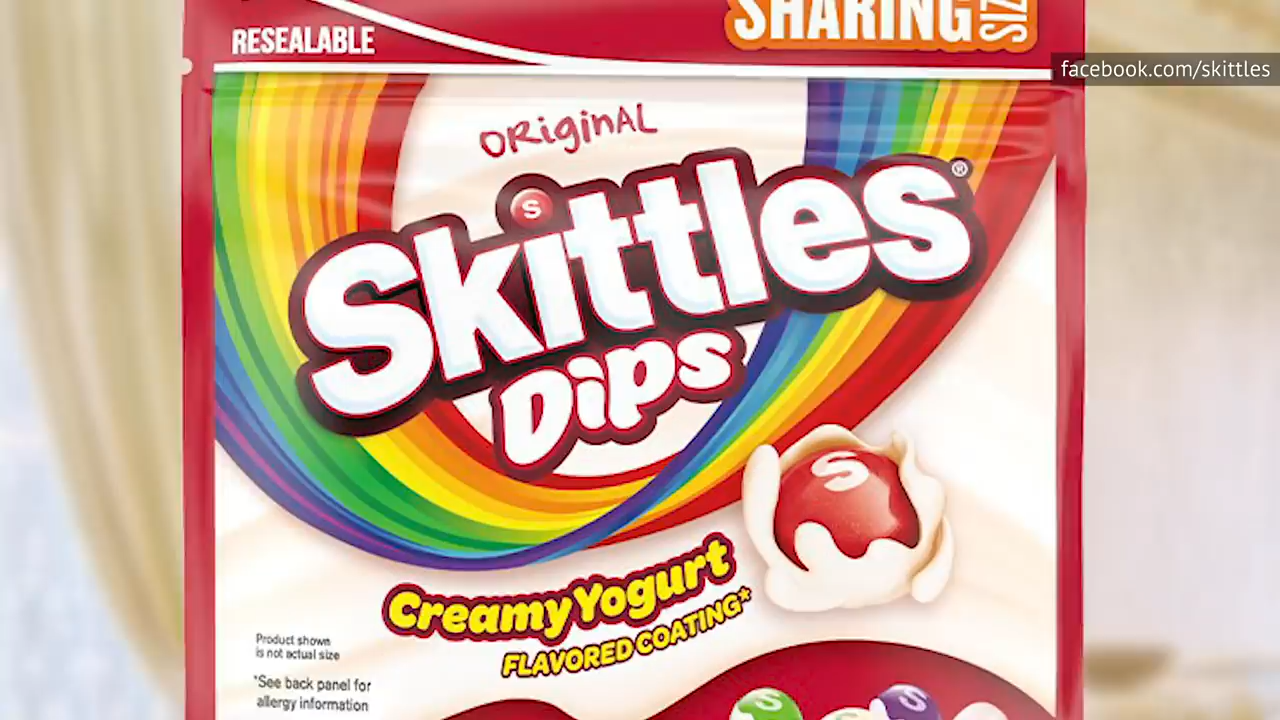 SHARING
SIZ
RESEALABLE
facebook.com/skittles
ORiginAL
S
Skittles®
Dips
S
Creamy Yogurt
FLAVORED COATING*
Product shown
is not actual size
*See back panel for
allergy information
S
S